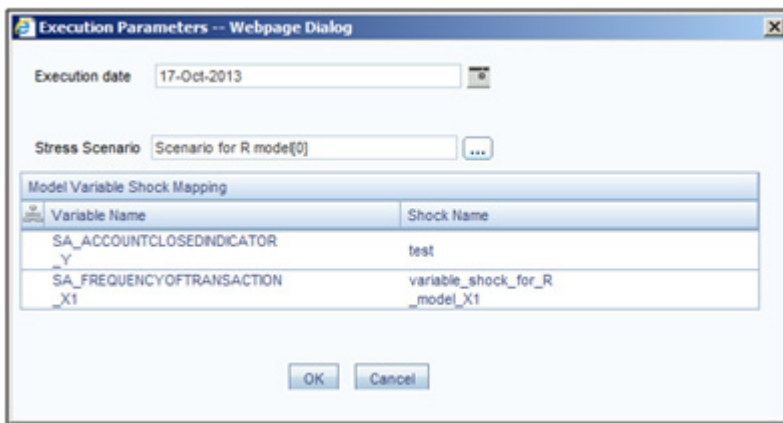 Execution Parameters -- Webpage Dialog
Execution date 17-Oct-2013
Stress Scenario Scenario for R model[0] ...
Model Variable Shock Mapping
Variable Name Shock Name
SA_ACCOUNTCLOSEDINDICATOR
_Y
test
SA_FREQUENCYOFTRANSACTION
_X1
variable_shock_for_R
_model_X1
OK Cancel